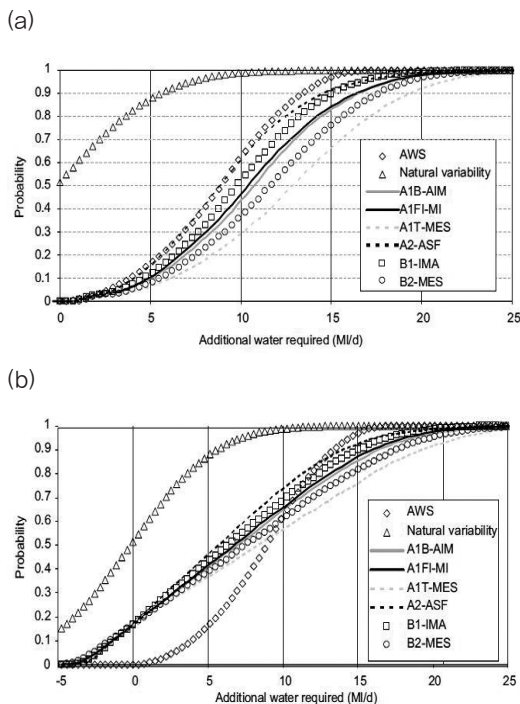 (a)
1
0.9
0.8
0.7
0.6
0.5
0.4
0.3
0.2
0.1
0
Probability
0 5 10 15 20 25
Additional water required (Ml/d)
AWS
Natural variability
A1B-AIM
A1FI-MI
A1T-MES
A2-ASF
B1-IMA
B2-MES
(b)
1
0.9
0.8
0.7
0.6
0.5
0.4
0.3
0.2
0.1
0
Probability
-5 0 5 10 15 20 25
Additional water required (Ml/d)
AWS
Natural variability
A1B-AIM
A1FI-MI
A1T-MES
A2-ASF
B1-IMA
B2-MES